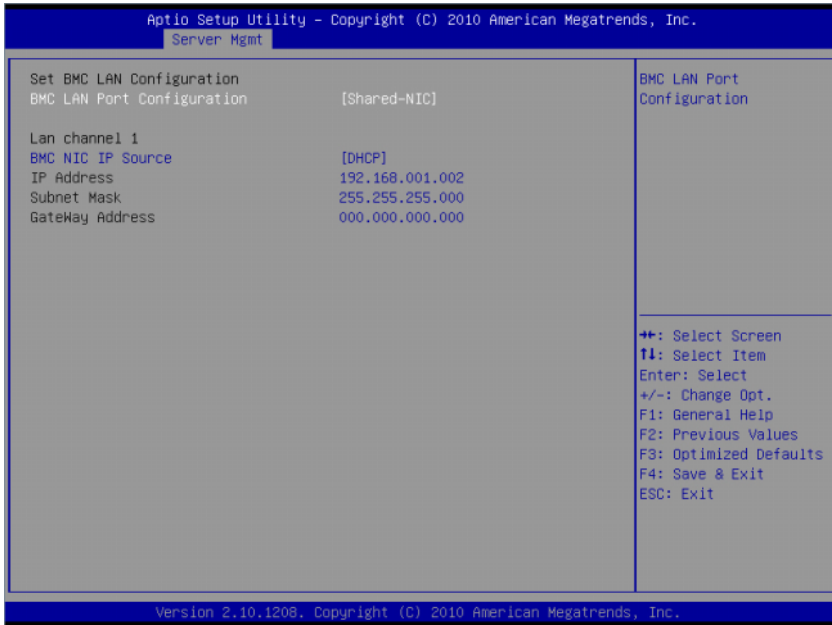 Aptio Setup Utility – Copyright (C) 2010 American Megatrends, Inc.
Server Mgmt
Set BMC LAN Configuration
BMC LAN Port Configuration [Shared-NIC]
Lan channel 1
BMC NIC IP Source [DHCP]
IP Address 192.168.001.002
Subnet Mask 255.255.255.000
GateWay Address 000.000.000.000
BMC LAN Port
Configuration
→←: Select Screen
↑↓: Select Item
Enter: Select
+/-: Change Opt.
F1: General Help
F2: Previous Values
F3: Optimized Defaults
F4: Save & Exit
ESC: Exit
Version 2.10.1208. Copyright (C) 2010 American Megatrends, Inc.